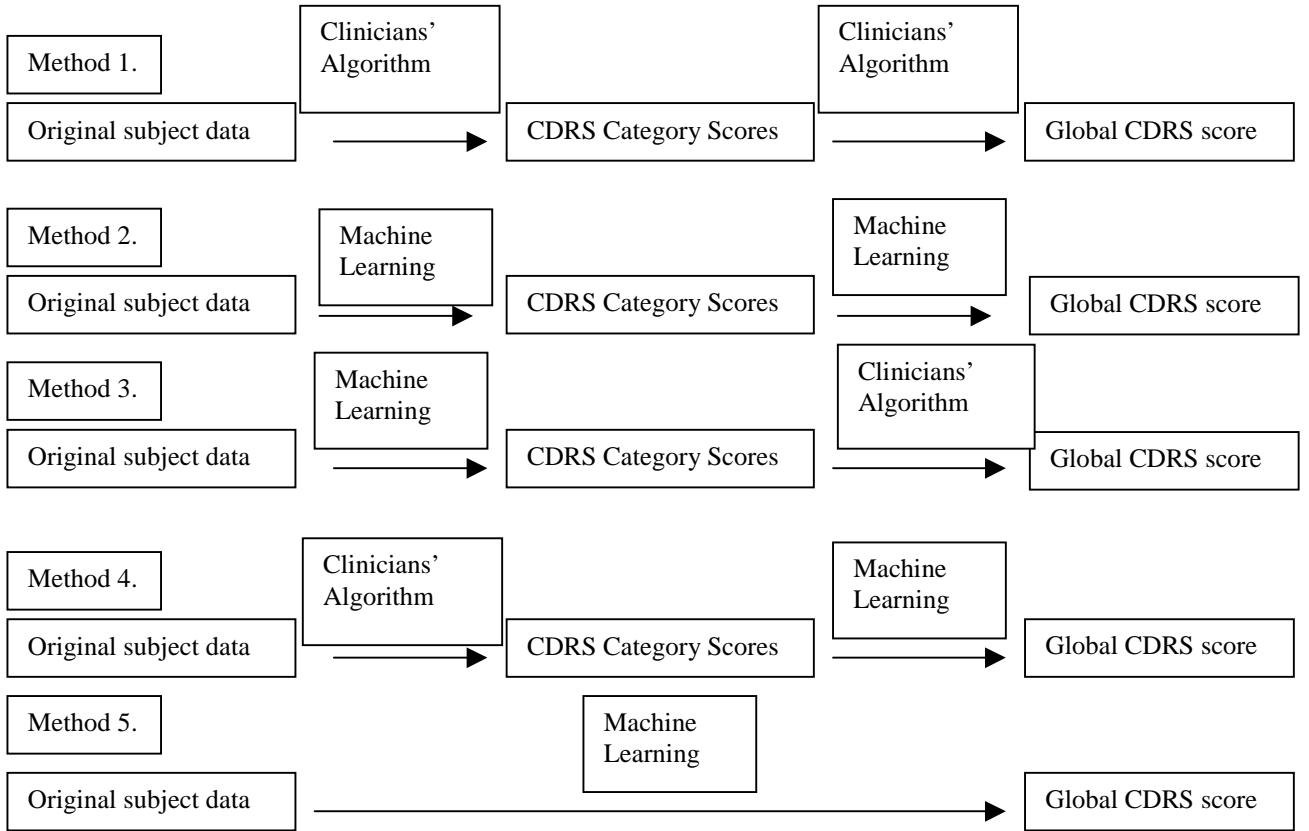 Method 1.
Clinicians’
Algorithm
Clinicians’
Algorithm
Original subject data
CDRS Category Scores
Global CDRS score
Method 2.
Machine
Learning
Machine
Learning
Original subject data
CDRS Category Scores
Global CDRS score
Method 3.
Machine
Learning
Clinicians’
Algorithm
Original subject data
CDRS Category Scores
Global CDRS score
Method 4.
Clinicians’
Algorithm
Machine
Learning
Original subject data
CDRS Category Scores
Global CDRS score
Method 5.
Machine
Learning
Original subject data
Global CDRS score